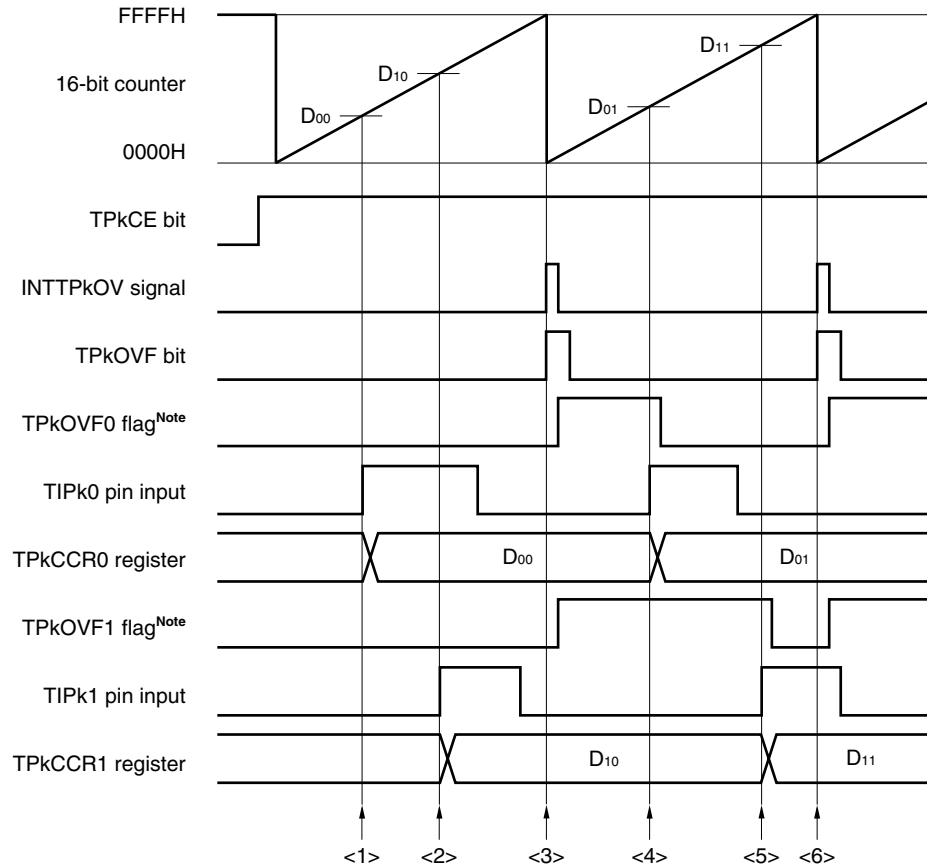 FFFFH
D11
D10
16-bit counter
D01
D00
0000H
TPkCE bit
INTTPkOV signal
TPkOVF bit
TPkOVF0 flagNote
TIPk0 pin input
TPkCCR0 register
D00
D01
TPkOVF1 flagNote
TIPk1 pin input
TPkCCR1 register
D10
D11
<1>
<2>
<3>
<4>
<5>
<6>